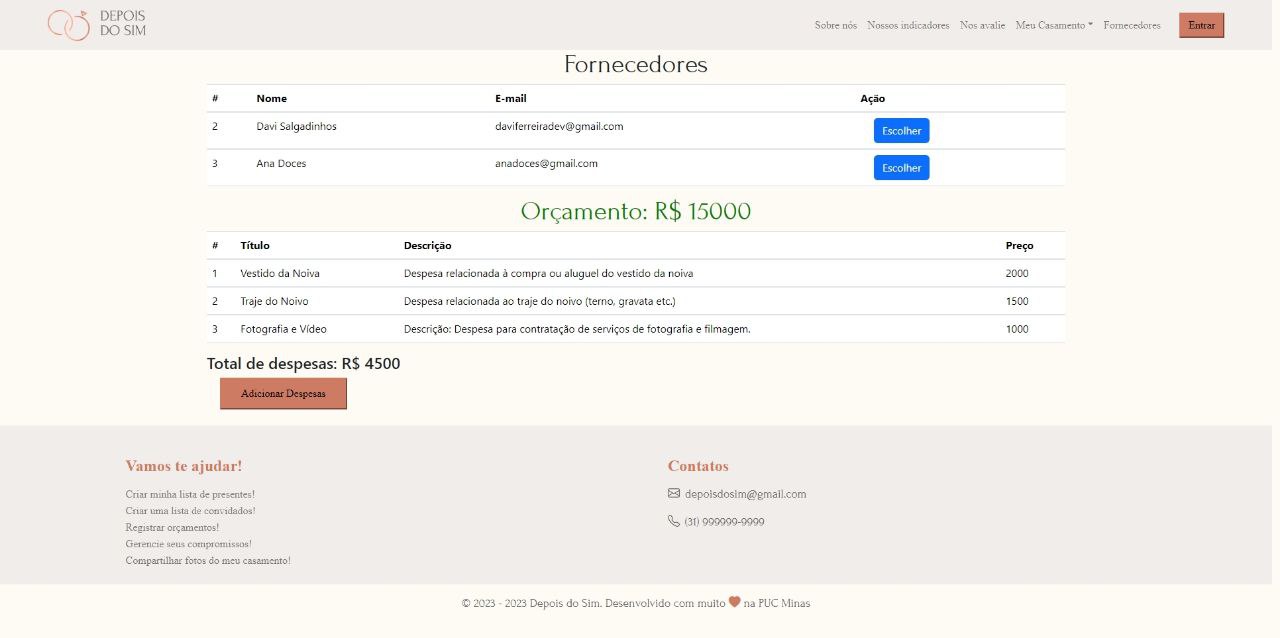 DEPOIS
DO SIM
Sobre nós Nossos indicadores Nos avalie Meu Casamento Fornecedores Entrar
Fornecedores
# Nome E-mail Ação
2 Davi Salgadinhos daviferreiradev@gmail.com Escolher
3 Ana Doces anadoces@gmail.com Escolher
Orçamento: R$ 15000
# Título Descrição Preço
1 Vestido da Noiva Despesa relacionada à compra ou aluguel do vestido da noiva 2000
2 Traje do Noivo Despesa relacionada ao traje do noivo (terno, gravata etc.) 1500
3 Fotografia e Vídeo Descrição: Despesa para contratação de serviços de fotografia e filmagem. 1000
Total de despesas: R$ 4500
Adicionar Despesas
Vamos te ajudar!
Criar minha lista de presentes!
Criar uma lista de convidados!
Registrar orçamentos!
Gerencie seus compromissos!
Compartilhar fotos do meu casamento!
Contatos
depoisdosim@gmail.com
(31) 999999-9999
© 2023 - 2023 Depois do Sim. Desenvolvido com muito 🤎 na PUC Minas